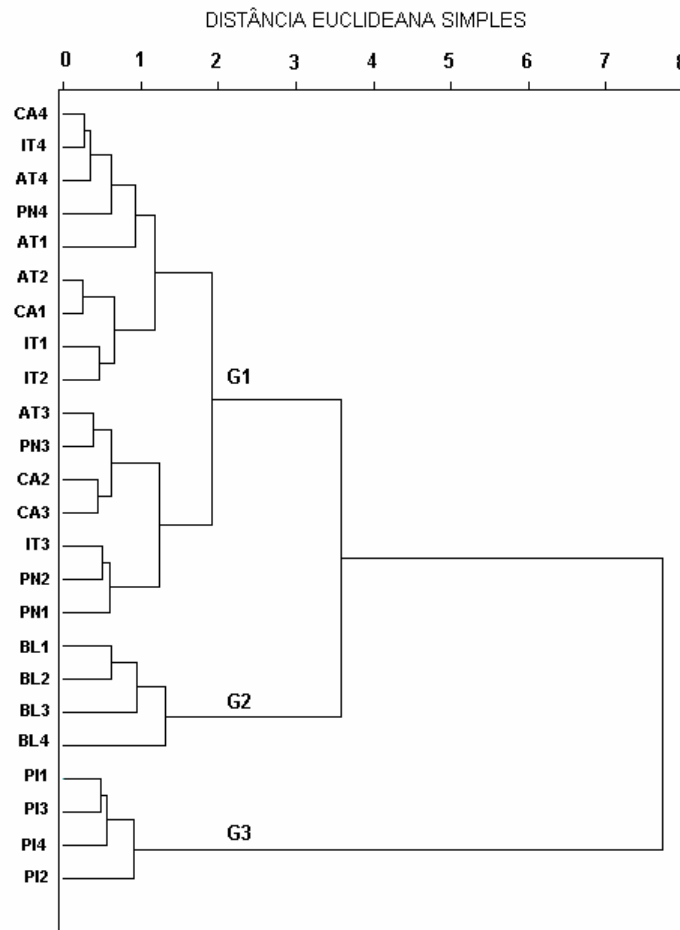 DISTÂNCIA EUCLIDEANA SIMPLES
0 1 2 3 4 5 6 7 8
CA4
IT4
AT4
PN4
AT1
AT2
CA1
IT1
IT2
G1
AT3
PN3
CA2
CA3
IT3
PN2
PN1
BL1
BL2
G2
BL3
BL4
PI1
PI3
G3
PI4
PI2